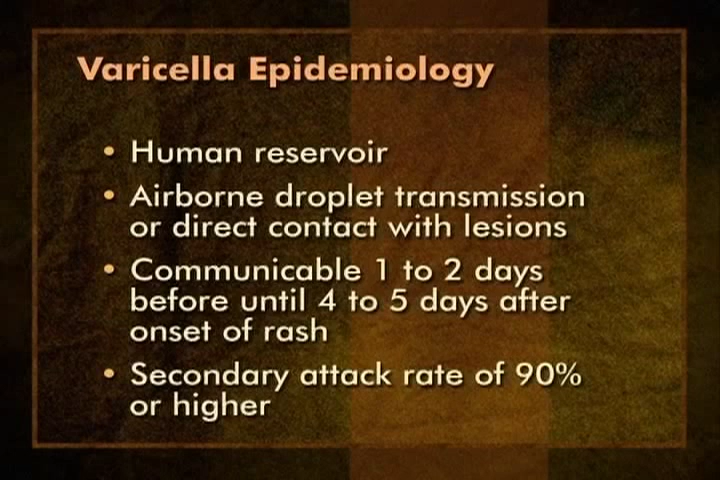 Varicella Epidemiology
• Human reservoir
• Airborne droplet transmission
or direct contact with lesions
• Communicable 1 to 2 days
before until 4 to 5 days after
onset of rash
• Secondary attack rate of 90%
or higher